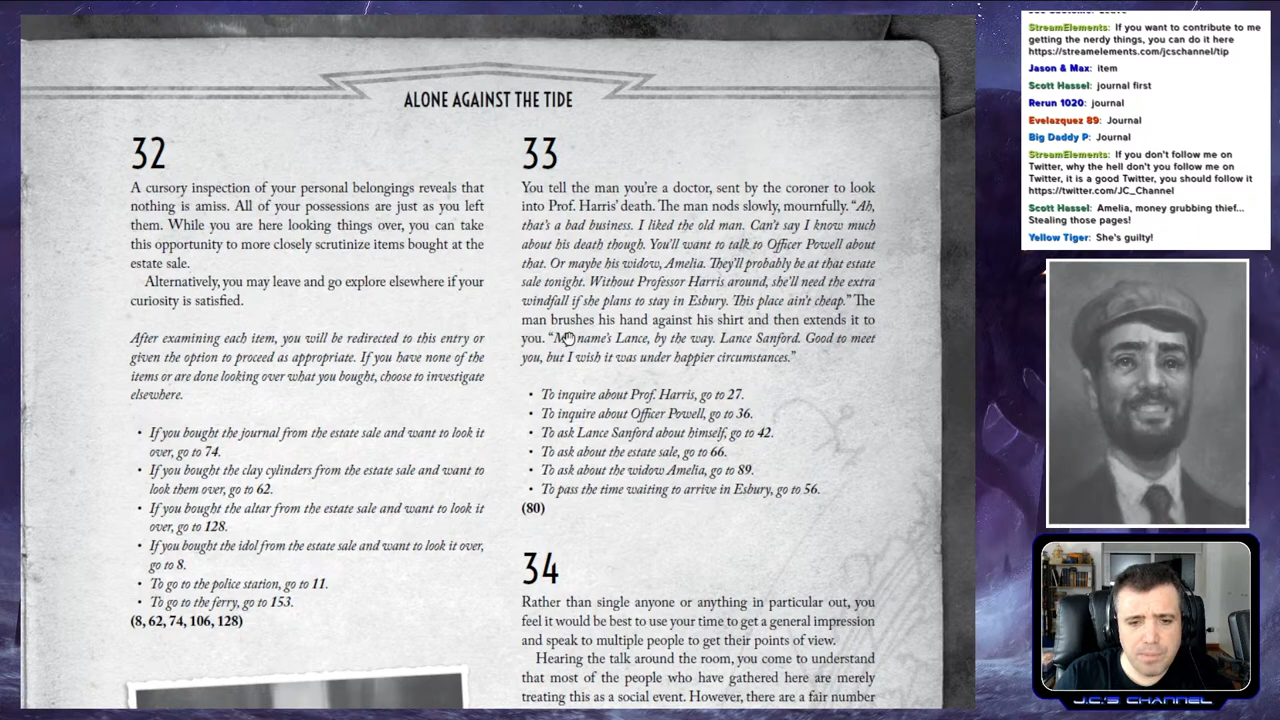 ALONE AGAINST THE TIDE
32
A cursory inspection of your personal belongings reveals that
nothing is amiss. All of your possessions are just as you left
them. While you are here looking things over, you can take
this opportunity to more closely scrutinize items bought at the
estate sale.
Alternatively, you may leave and go explore elsewhere if your
curiosity is satisfied.
After examining each item, you will be redirected to this entry or
given the option to proceed as appropriate. If you have none of the
items or are done looking over what you bought, choose to investigate
elsewhere.
• If you bought the journal from the estate sale and want to look it
over, go to 74.
• If you bought the clay cylinders from the estate sale and want to
look them over, go to 62.
• If you bought the altar from the estate sale and want to look it
over, go to 128.
• If you bought the idol from the estate sale and want to look it over,
go to 8.
• To go to the police station, go to 11.
• To go to the ferry, go to 153.
(8, 62, 74, 106, 128)
33
You tell the man you're a doctor, sent by the coroner to look
into Prof. Harris' death. The man nods slowly, mournfully. “Ah,
that's a bad business. I liked the old man. Can't say I know much
about his death though. You'll want to talk to Officer Powell about
that. Or maybe his widow, Amelia. They'll probably be at that estate
sale tonight. Without Professor Harris around, she'll need the extra
windfall if she plans to stay in Esbury. This place ain't cheap.” The
man brushes his hand against his shirt and then extends it to
you. “My name's Lance, by the way. Lance Sanford. Good to meet
you, but I wish it was under happier circumstances.”
• To inquire about Prof. Harris, go to 27.
• To inquire about Officer Powell, go to 36.
• To ask Lance Sanford about himself, go to 42.
• To ask about the estate sale, go to 66.
• To ask about the widow Amelia, go to 89.
• To pass the time waiting to arrive in Esbury, go to 56.
(80)
34
Rather than single anyone or anything in particular out, you
feel it would be best to use your time to get a general impression
and speak to multiple people to get their points of view.
Hearing the talk around the room, you come to understand
that most of the people who have gathered here are merely
treating this as a social event. However, there are a fair number
StreamElements: If you want to contribute to me
getting the nerdy things, you can do it here
https://streamelements.com/jcschannel/tip
Jason & Max: item
Scott Hassel: journal first
Rerun 1020: journal
Evelazquez 89: Journal
Big Daddy P: Journal
StreamElements: If you don't follow me on
Twitter, why the hell don't you follow me on
Twitter, it is a good Twitter, you should follow it
https://twitter.com/JC_Channel
Scott Hassel: Amelia, money grubbing thief...
Stealing those pages!
Yellow Tiger: She's guilty!
J.C.'S CHANNEL